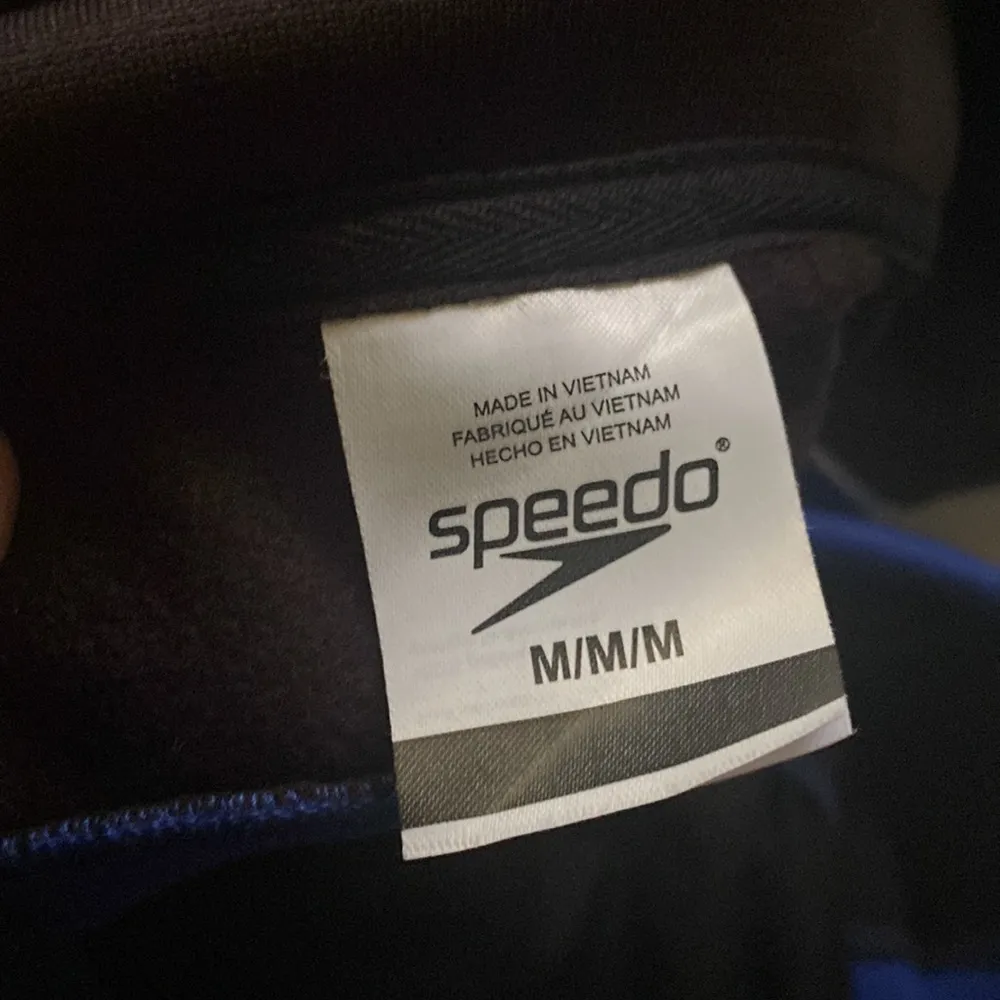 MADE IN VIETNAM
FABRIQUÉ AU VIETNAM
HECHO EN VIETNAM
speedo®
M/M/M